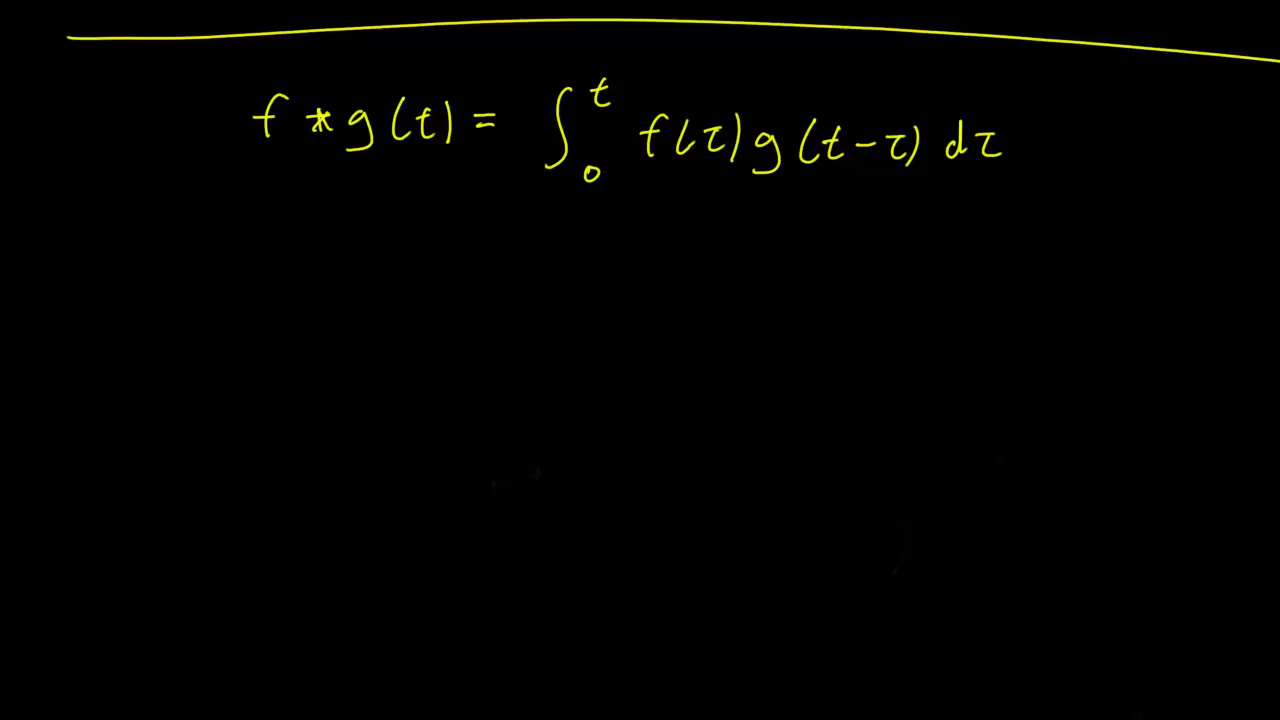 f * g(t) = ∫₀ᵗ f(τ) g(t-τ) dτ